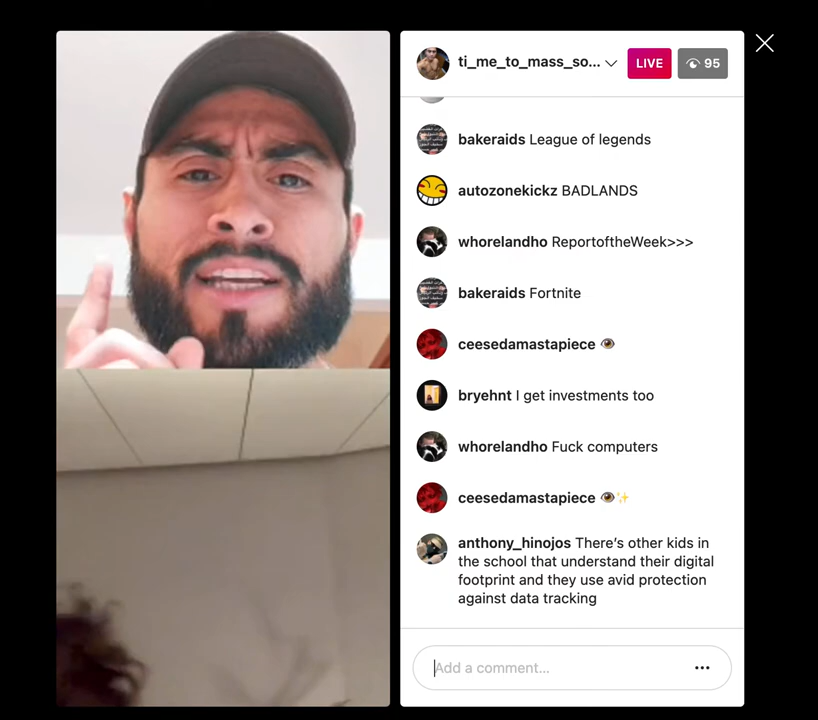 ti_me_to_mass_so...
LIVE
95
bakeraids League of legends
autozonekickz BADLANDS
whorelandho ReportoftheWeek>>>
bakeraids Fortnite
ceesedamastapiece 👁️
bryehnt I get investments too
whorelandho Fuck computers
ceesedamastapiece 👁️✨
anthony_hinojos There’s other kids in
the school that understand their digital
footprint and they use avid protection
against data tracking
Add a comment...